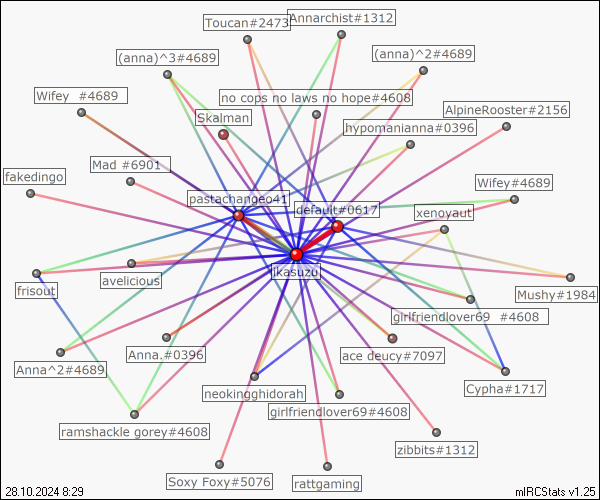 Toucan#2473
Annarchist#1312
(anna)^3#4689
(anna)^2#4689
Wifey  #4689
no cops no laws no hope#4608
AlpineRooster#2156
Skalman
hypomanianna#0396
Mad #6901
fakedingo
Wifey#4689
pastachangeo41
default#0617
xenoyaut
ikasuzu
frisout
avelicious
Mushy#1984
girlfriendlover69  #4608
Anna^2#4689
Anna.#0396
ace deucy#7097
Cypha#1717
neokingghidorah
girlfriendlover69#4608
ramshackle gorey#4608
zibbits#1312
Soxy Foxy#5076
rattgaming
28.10.2024 8:29
mIRCStats v1.25